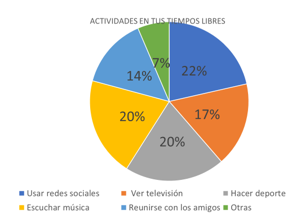 ACTIVIDADES EN TUS TIEMPOS LIBRES
7%
22%
14%
17%
20%
20%
Usar redes sociales Ver televisión Hacer deporte
Escuchar música Reunirse con los amigos Otras